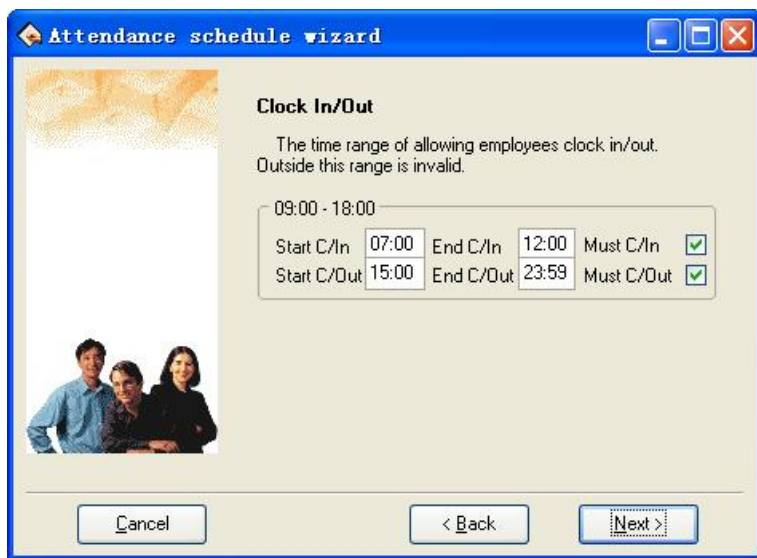 Attendance schedule wizard
Clock In/Out
The time range of allowing employees clock in/out.
Outside this range is invalid.
09:00 - 18:00
Start C/In 07:00 End C/In 12:00 Must C/In
Start C/Out 15:00 End C/Out 23:59 Must C/Out
Cancel < Back Next >